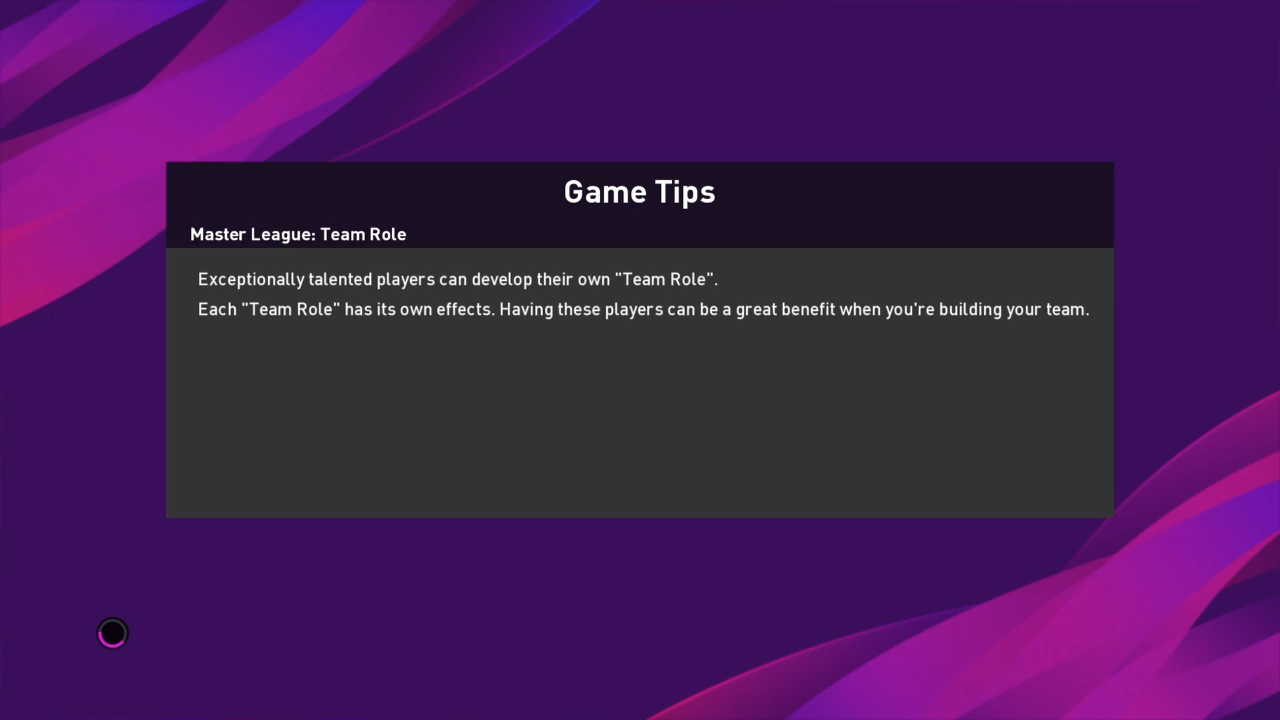 Game Tips
Master League: Team Role
Exceptionally talented players can develop their own "Team Role".
Each "Team Role" has its own effects. Having these players can be a great benefit when you're building your team.